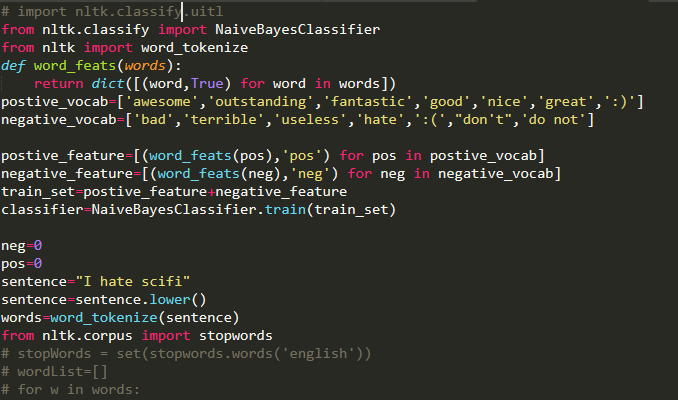 # import nltk.classify.uitl
from nltk.classify import NaiveBayesClassifier
from nltk import word_tokenize
def word_feats(words):
    return dict([(word,True) for word in words])
postive_vocab=['awesome','outstanding','fantastic','good','nice','great',':)']
negative_vocab=['bad','terrible','useless','hate',':(',"don't",'do not']

postive_feature=[(word_feats(pos),'pos') for pos in postive_vocab]
negative_feature=[(word_feats(neg),'neg') for neg in negative_vocab]
train_set=postive_feature+negative_feature
classifier=NaiveBayesClassifier.train(train_set)

neg=0
pos=0
sentence="I hate scifi"
sentence=sentence.lower()
words=word_tokenize(sentence)
from nltk.corpus import stopwords
# stopWords = set(stopwords.words('english'))
# wordList=[]
# for w in words: